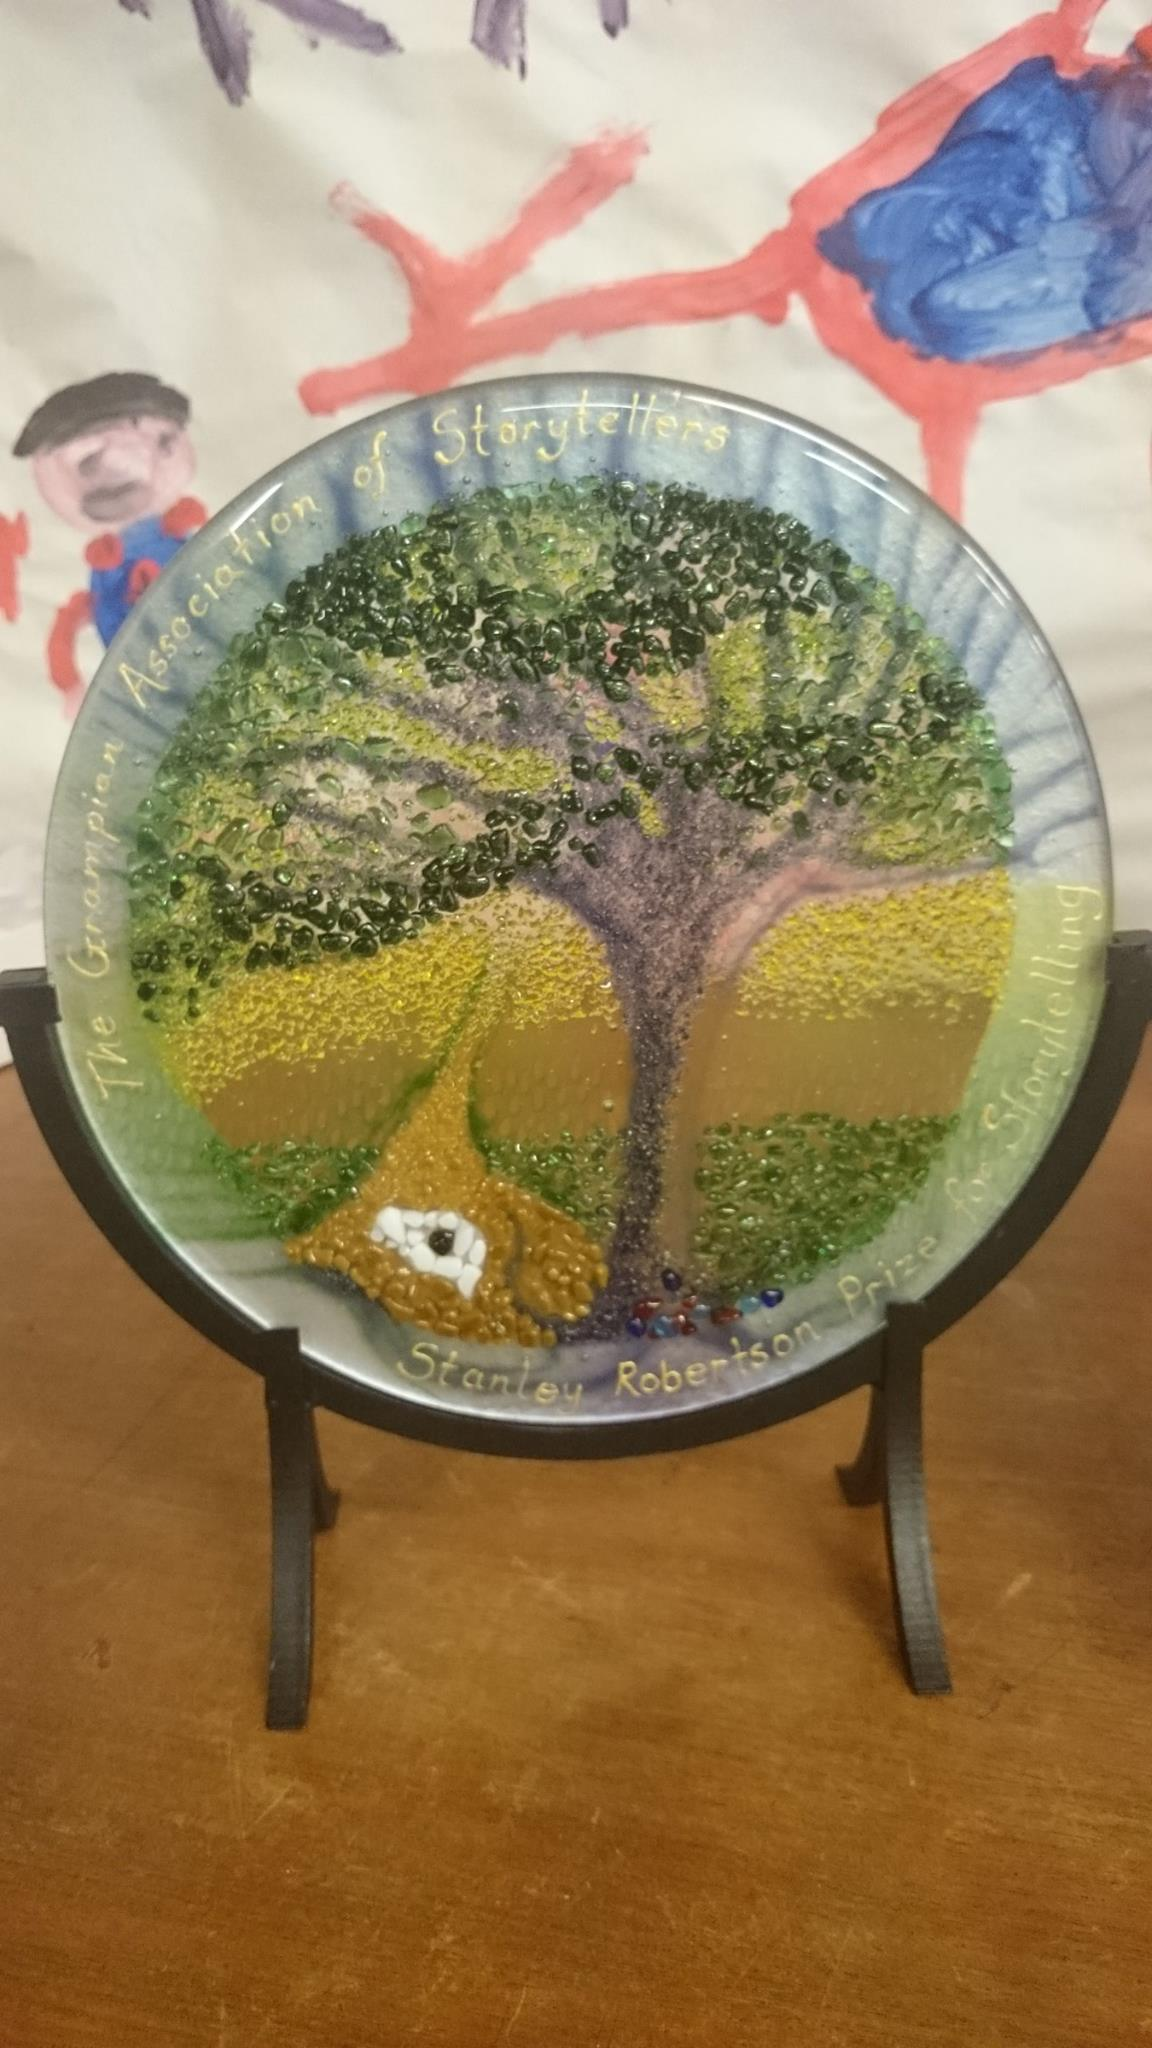 The Grampian Association of Storytellers
Stanley Robertson Prize for Storytelling